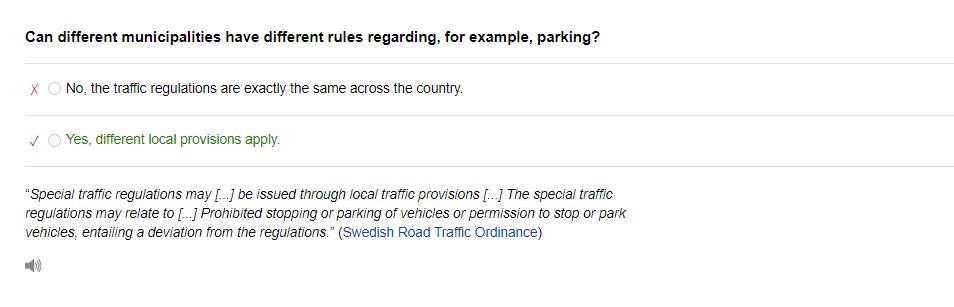 Can different municipalities have different rules regarding, for example, parking?
No, the traffic regulations are exactly the same across the country.
Yes, different local provisions apply.
“Special traffic regulations may [...] be issued through local traffic provisions [...] The special traffic
regulations may relate to [...] Prohibited stopping or parking of vehicles or permission to stop or park
vehicles, entailing a deviation from the regulations.” (Swedish Road Traffic Ordinance)